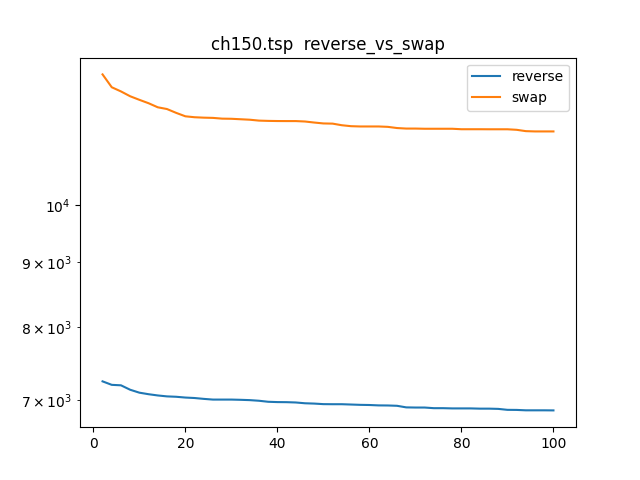 ch150.tsp  reverse_vs_swap
reverse
swap
10⁴
9 × 10³
8 × 10³
7 × 10³
0 20 40 60 80 100